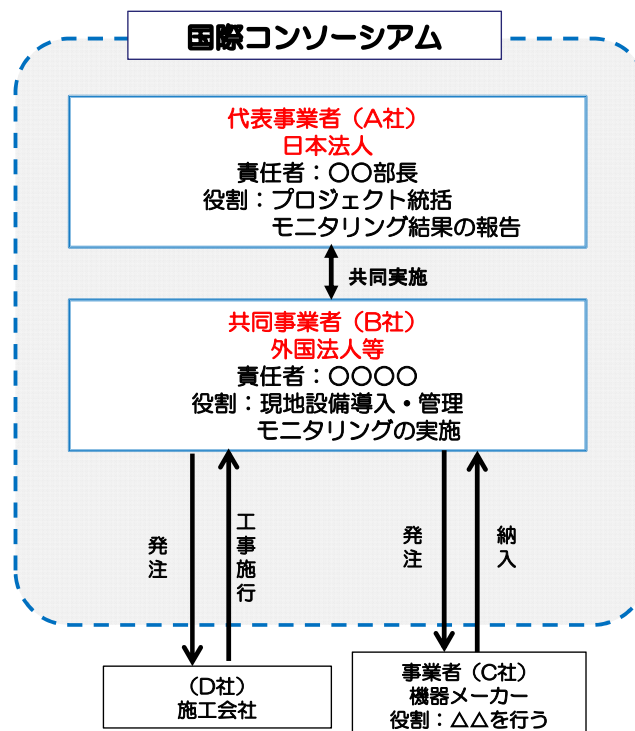 国際コンソーシアム
代表事業者（A社）
日本法人
責任者：〇〇部長
役割：プロジェクト統括
モニタリング結果の報告
共同実施
共同事業者（B社）
外国法人等
責任者：〇〇〇〇
役割：現地設備導入・管理
モニタリングの実施
発注
工事施行
発注
納入
（D社）
施工会社
事業者（C社）
機器メーカー
役割：△△を行う